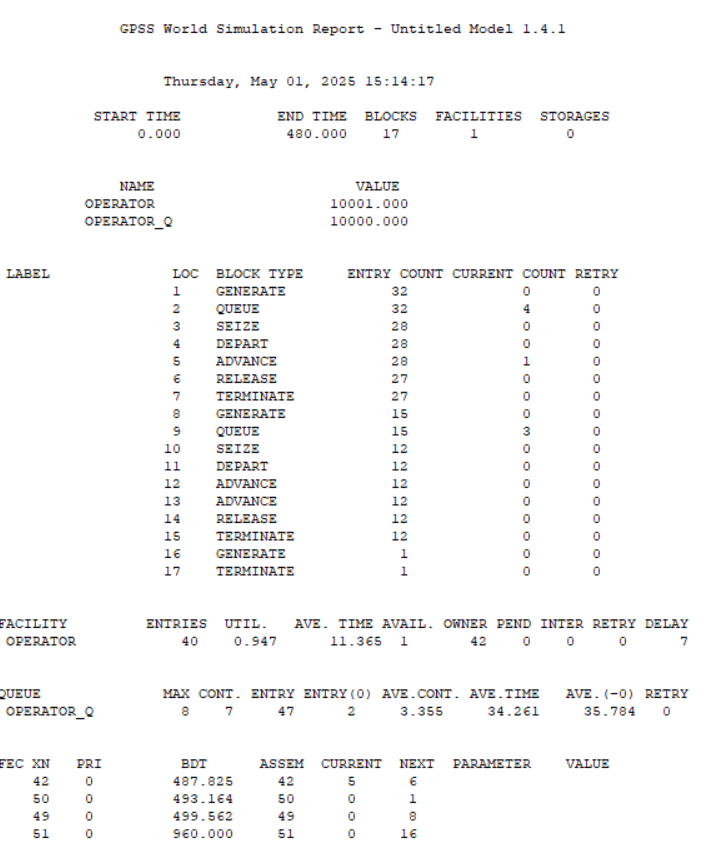 GPSS World Simulation Report - Untitled Model 1.4.1
Thursday, May 01, 2025 15:14:17
START TIME END TIME BLOCKS FACILITIES STORAGES
0.000 480.000 17 1 0
NAME VALUE
OPERATOR 10001.000
OPERATOR_Q 10000.000
LABEL LOC BLOCK TYPE ENTRY COUNT CURRENT COUNT RETRY
1 GENERATE 32 0 0
2 QUEUE 32 4 0
3 SEIZE 28 0 0
4 DEPART 28 0 0
5 ADVANCE 28 1 0
6 RELEASE 27 0 0
7 TERMINATE 27 0 0
8 GENERATE 15 0 0
9 QUEUE 15 3 0
10 SEIZE 12 0 0
11 DEPART 12 0 0
12 ADVANCE 12 0 0
13 ADVANCE 12 0 0
14 RELEASE 12 0 0
15 TERMINATE 12 0 0
16 GENERATE 1 0 0
17 TERMINATE 1 0 0
FACILITY ENTRIES UTIL. AVE. TIME AVAIL. OWNER PEND INTER RETRY DELAY
OPERATOR 40 0.947 11.365 1 42 0 0 0 7
QUEUE MAX CONT. ENTRY ENTRY(0) AVE.CONT. AVE.TIME AVE.(-0) RETRY
OPERATOR_Q 8 7 47 2 3.355 34.261 35.784 0
FEC XN PRI BDT ASSEM CURRENT NEXT PARAMETER VALUE
42 0 487.825 42 5 6
50 0 493.164 50 0 1
49 0 499.562 49 0 8
51 0 960.000 51 0 16